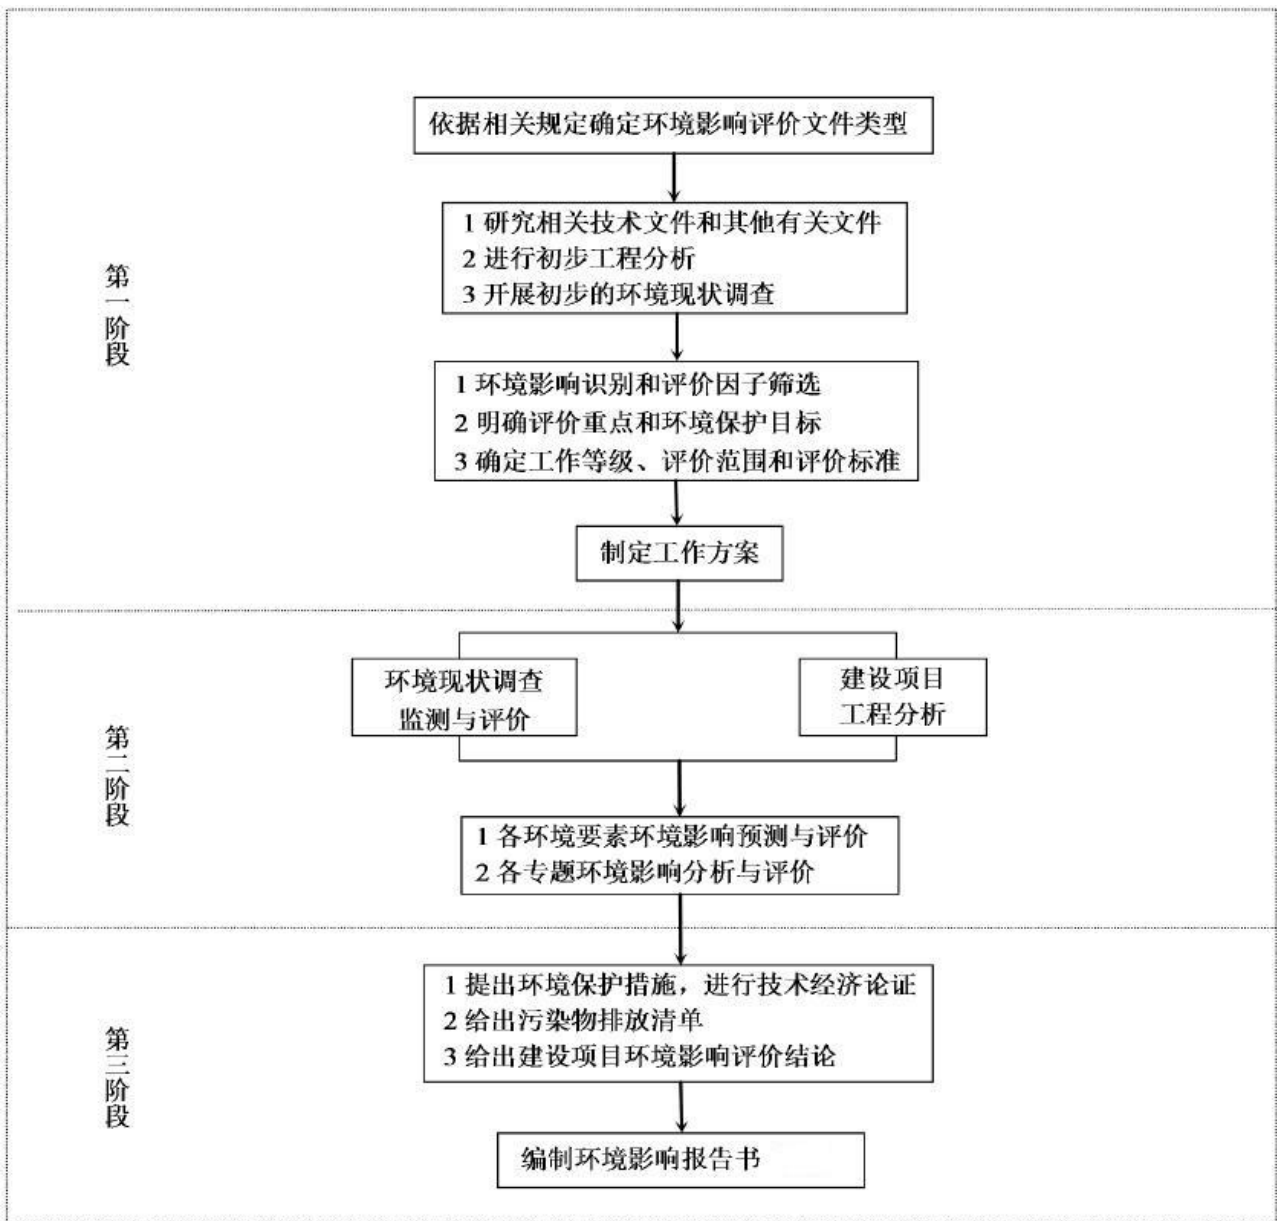 依据相关规定确定环境影响评价文件类型
1 研究相关技术文件和其他有关文件
2 进行初步工程分析
3 开展初步的环境现状调查
第一阶段
1 环境影响识别和评价因子筛选
2 明确评价重点和环境保护目标
3 确定工作等级、评价范围和评价标准
制定工作方案
环境现状调查
监测与评价
建设项目
工程分析
第二阶段
1 各环境要素环境影响预测与评价
2 各专题环境影响分析与评价
1 提出环境保护措施，进行技术经济论证
2 给出污染物排放清单
3 给出建设项目环境影响评价结论
第三阶段
编制环境影响报告书